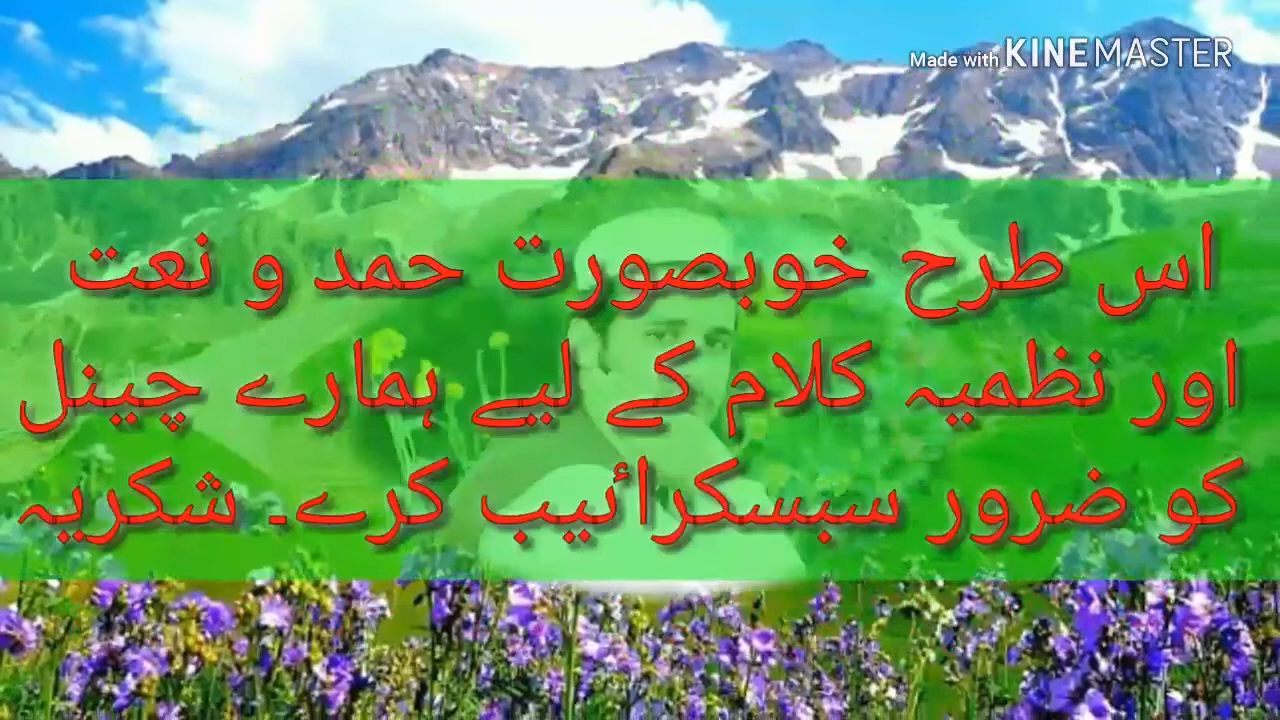 Made with KINEMASTER
اس طرح خوبصورت حمد و نعت
اور نظمیہ کلام کے لیے ہمارے چینل
کو ضرور سبسکرائیب کرے۔ شکریہ